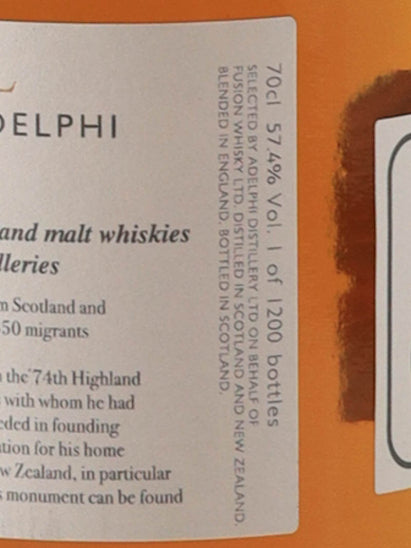 DELPHI
and malt whiskies
lleries
m Scotland and
50 migrants
the 74th Highland
with whom he had
eded in founding
tion for his home
w Zealand, in particular
s monument can be found
70cl 57.4% Vol. 1 of 1200 bottles
SELECTED BY ADELPHI DISTILLERY LTD ON BEHALF OF
FUSION WHISKY LTD. DISTILLED IN SCOTLAND AND NEW ZEALAND.
BLENDED IN ENGLAND. BOTTLED IN SCOTLAND.